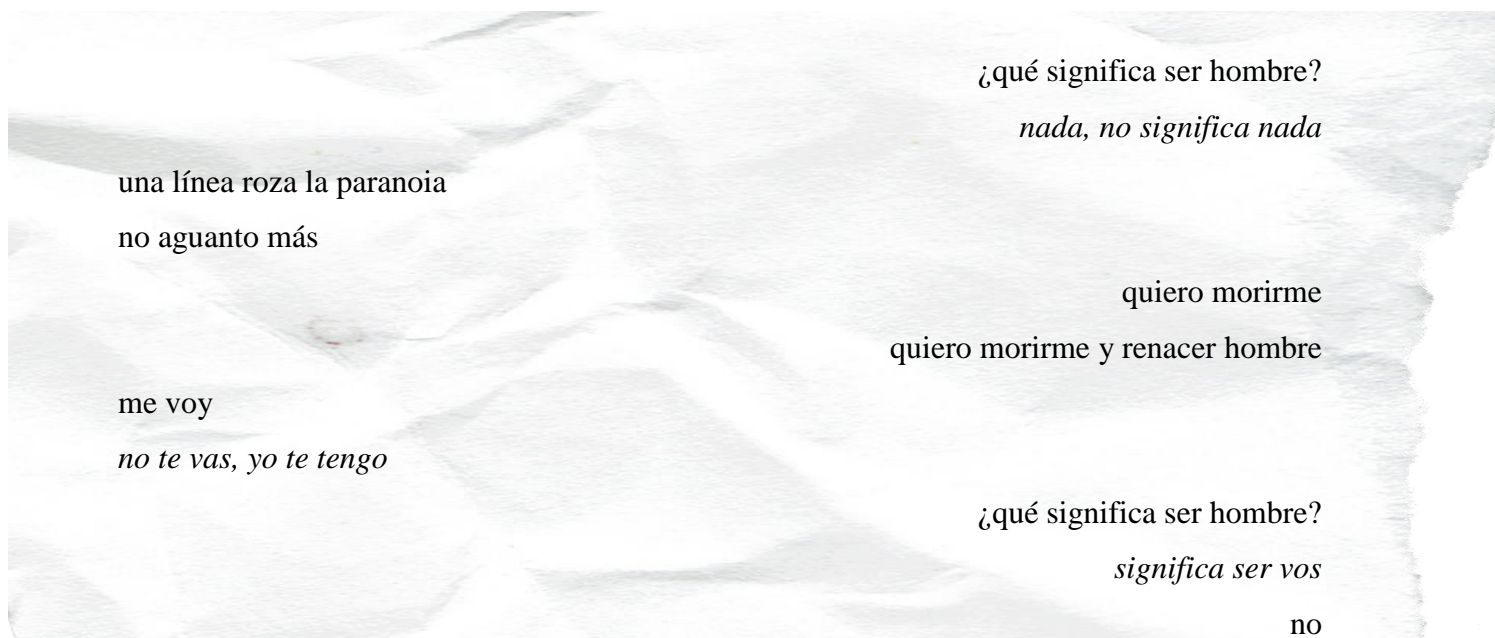 ¿qué significa ser hombre?
nada, no significa nada
una línea roza la paranoia
no aguanto más
quiero morirme
quiero morirme y renacer hombre
me voy
no te vas, yo te tengo
¿qué significa ser hombre?
significa ser vos
no